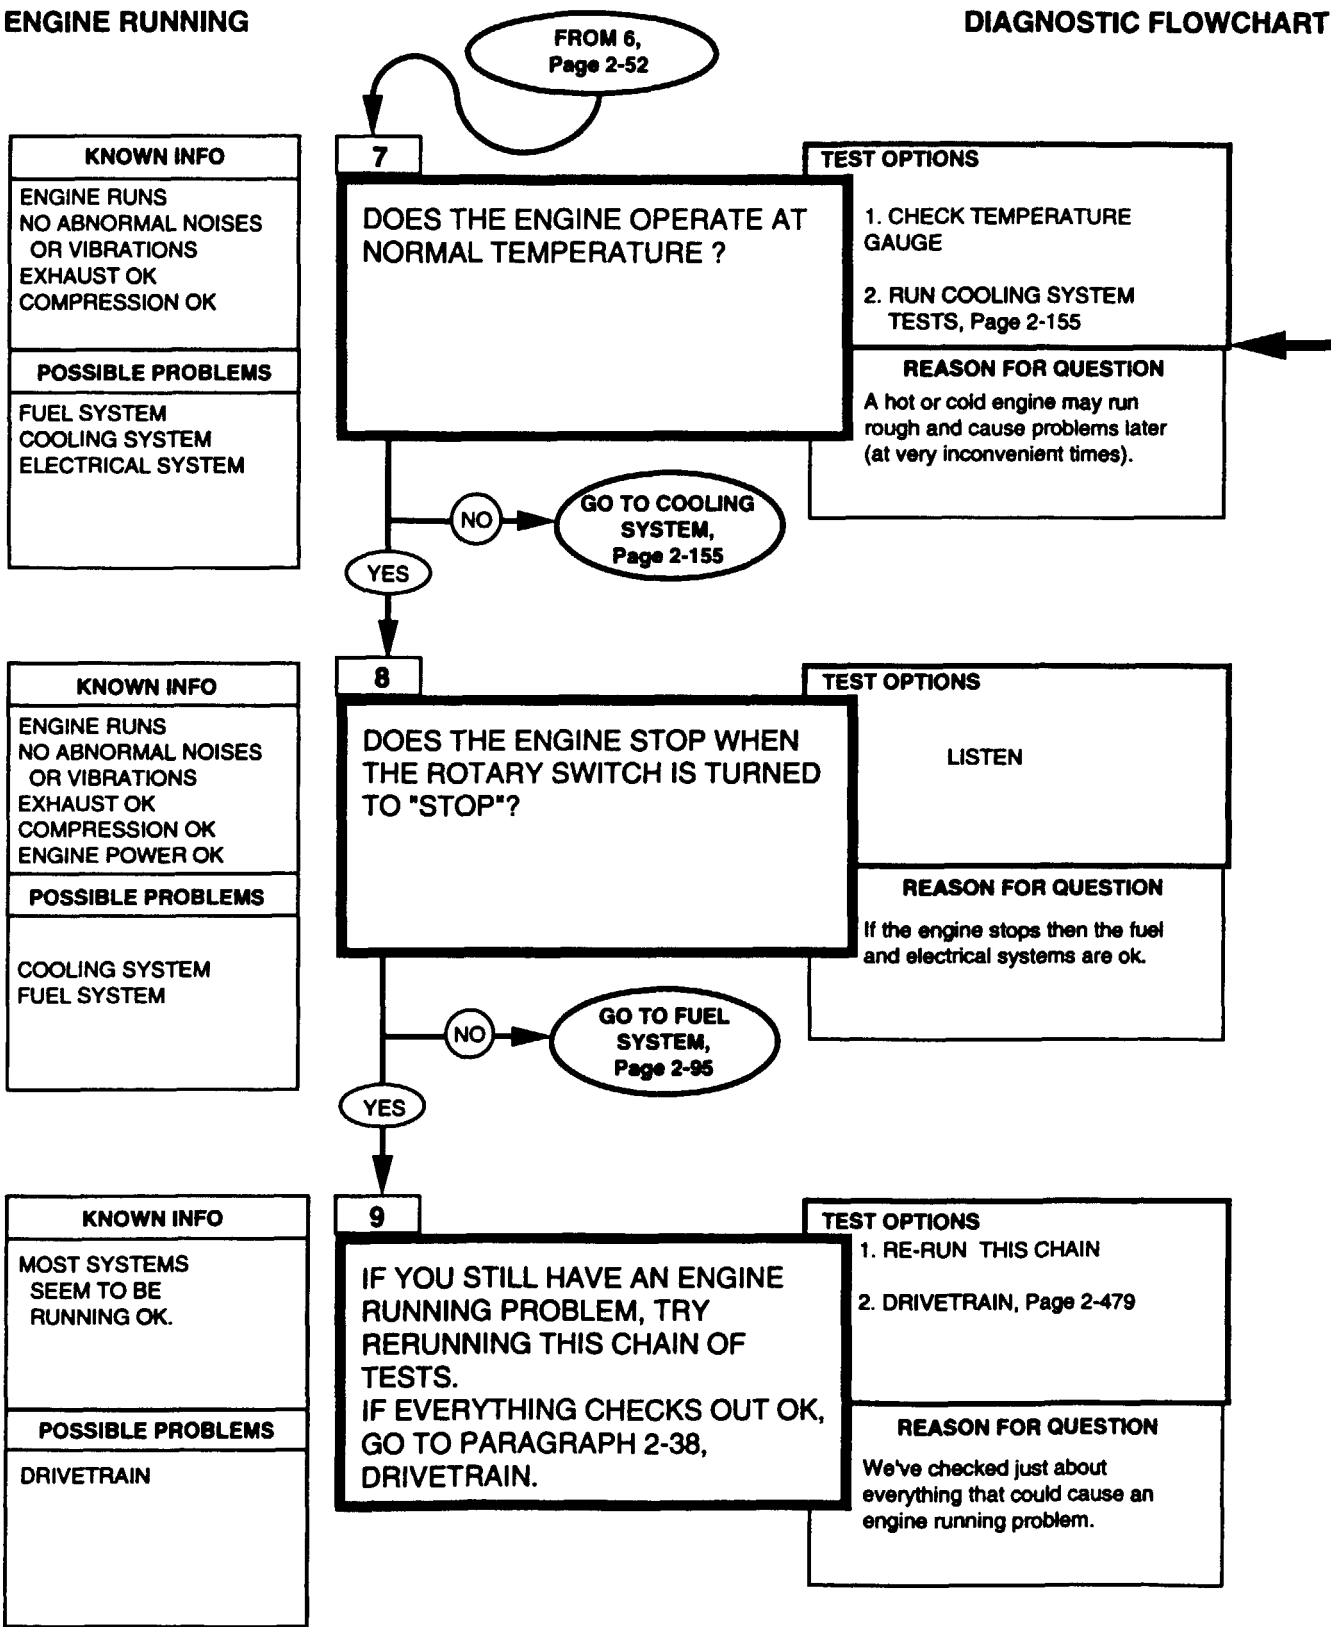 ENGINE RUNNING
DIAGNOSTIC FLOWCHART
FROM 6,
Page 2-52
KNOWN INFO
ENGINE RUNS
NO ABNORMAL NOISES
OR VIBRATIONS
EXHAUST OK
COMPRESSION OK
POSSIBLE PROBLEMS
FUEL SYSTEM
COOLING SYSTEM
ELECTRICAL SYSTEM
7
DOES THE ENGINE OPERATE AT
NORMAL TEMPERATURE ?
TEST OPTIONS
1. CHECK TEMPERATURE
GAUGE
2. RUN COOLING SYSTEM
TESTS, Page 2-155
REASON FOR QUESTION
A hot or cold engine may run
rough and cause problems later
(at very inconvenient times).
NO
GO TO COOLING
SYSTEM,
Page 2-155
YES
KNOWN INFO
ENGINE RUNS
NO ABNORMAL NOISES
OR VIBRATIONS
EXHAUST OK
COMPRESSION OK
ENGINE POWER OK
POSSIBLE PROBLEMS
COOLING SYSTEM
FUEL SYSTEM
8
DOES THE ENGINE STOP WHEN
THE ROTARY SWITCH IS TURNED
TO "STOP"?
TEST OPTIONS
LISTEN
REASON FOR QUESTION
If the engine stops then the fuel
and electrical systems are ok.
NO
GO TO FUEL
SYSTEM,
Page 2-95
YES
KNOWN INFO
MOST SYSTEMS
SEEM TO BE
RUNNING OK.
POSSIBLE PROBLEMS
DRIVETRAIN
9
IF YOU STILL HAVE AN ENGINE
RUNNING PROBLEM, TRY
RERUNNING THIS CHAIN OF
TESTS.
IF EVERYTHING CHECKS OUT OK,
GO TO PARAGRAPH 2-38,
DRIVETRAIN.
TEST OPTIONS
1. RE-RUN THIS CHAIN
2. DRIVETRAIN, Page 2-479
REASON FOR QUESTION
We've checked just about
everything that could cause an
engine running problem.